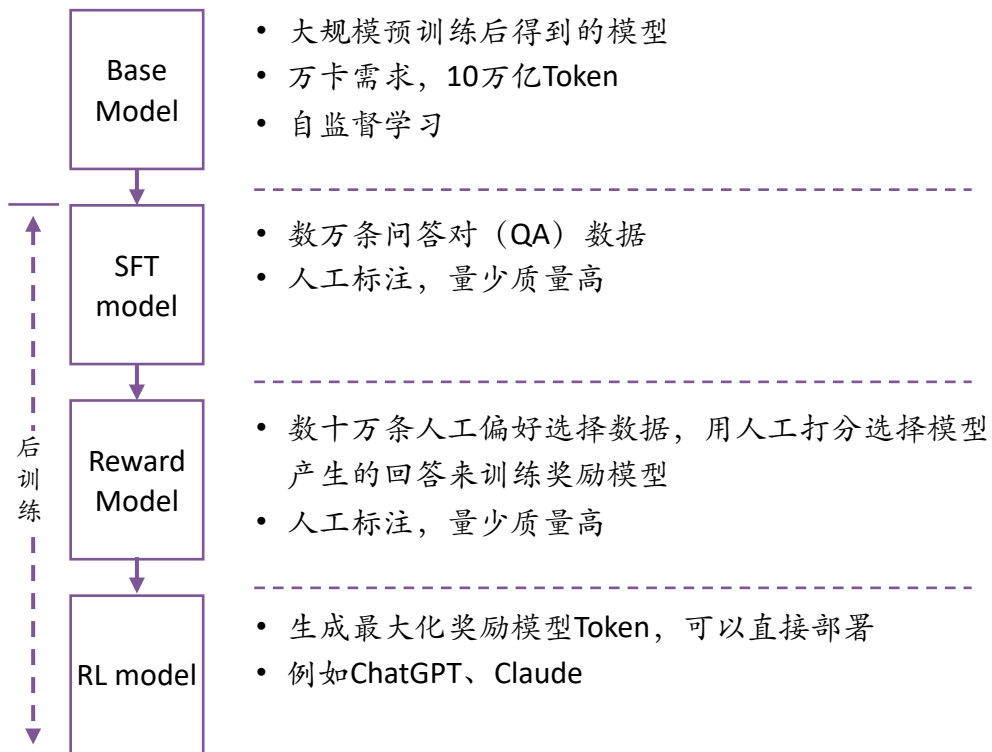 Base
Model
• 大规模预训练后得到的模型
• 万卡需求，10万亿Token
• 自监督学习
SFT
model
• 数万条问答对（QA）数据
• 人工标注，量少质量高
后
训
练
Reward
Model
• 数十万条人工偏好选择数据，用人工打分选择模型
产生的回答来训练奖励模型
• 人工标注，量少质量高
RL model
• 生成最大化奖励模型Token，可以直接部署
• 例如ChatGPT、Claude